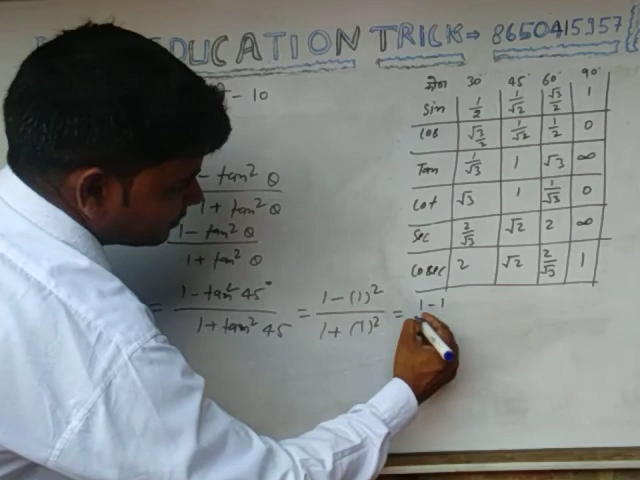 EDUCATION TRICK → 8650415957
- 10
कोण 30° 45° 60° 90°
Sin 1/2 1/√2 √3/2 1
Cos √3/2 1/√2 1/2 0
Tan 1/√3 1 √3 ∞
Cot √3 1 1/√3 0
Sec 2/√3 √2 2 ∞
Cosec 2 √2 2/√3 1
- tan² θ
1 + tan² θ
1 - tan² θ
1 + tan² θ
= 1 - tan² 45° / 1 + tan² 45 = 1 - (1)² / 1 + (1)² = 1 - 1